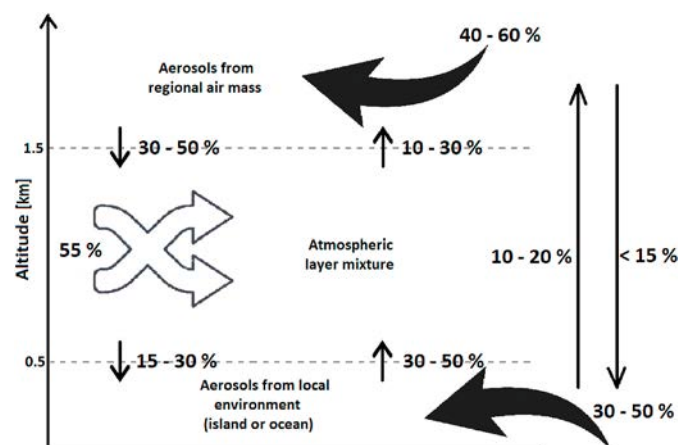 40 - 60 %
Aerosols from
regional air mass
1.5
30 - 50 %
10 - 30 %
Altitude [km]
55 %
Atmospheric
layer mixture
10 - 20 %
< 15 %
0.5
15 - 30 %
30 - 50 %
Aerosols from local
environment
(island or ocean)
30 - 50 %